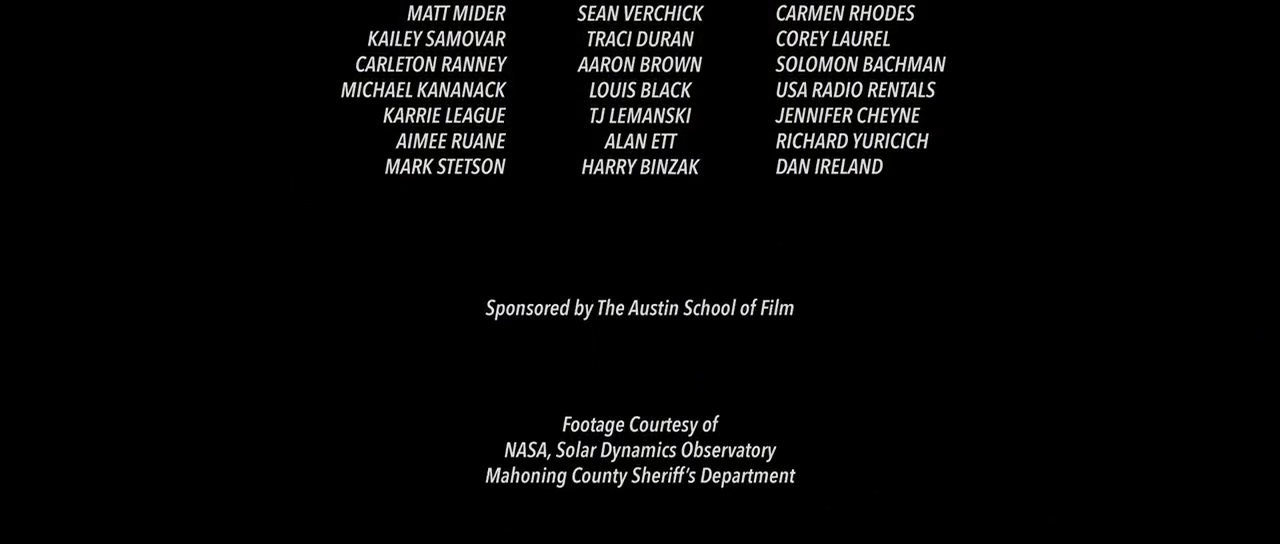 MATT MIDER SEAN VERCHICK CARMEN RHODES
KAILEY SAMOVAR TRACI DURAN COREY LAUREL
CARLETON RANNEY AARON BROWN SOLOMON BACHMAN
MICHAEL KANANACK LOUIS BLACK USA RADIO RENTALS
KARRIE LEAGUE TJ LEMANSKI JENNIFER CHEYNE
AIMEE RUANE ALAN ETT RICHARD YURICICH
MARK STETSON HARRY BINZAK DAN IRELAND
Sponsored by The Austin School of Film
Footage Courtesy of
NASA, Solar Dynamics Observatory
Mahoning County Sheriff's Department